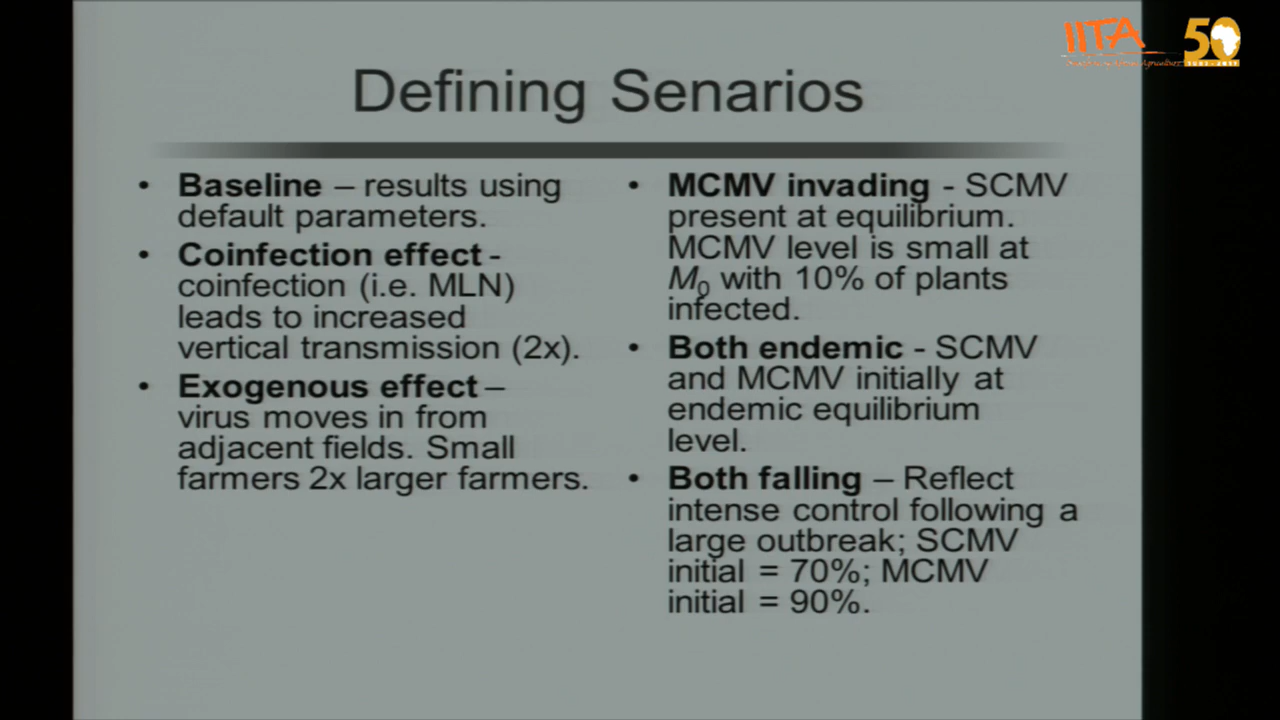 IITA
50
Defining Senarios
• Baseline – results using
default parameters.
• Coinfection effect -
coinfection (i.e. MLN)
leads to increased
vertical transmission (2x).
• Exogenous effect –
virus moves in from
adjacent fields. Small
farmers 2x larger farmers.
• MCMV invading - SCMV
present at equilibrium.
MCMV level is small at
M₀ with 10% of plants
infected.
• Both endemic - SCMV
and MCMV initially at
endemic equilibrium
level.
• Both falling – Reflect
intense control following a
large outbreak; SCMV
initial = 70%; MCMV
initial = 90%.